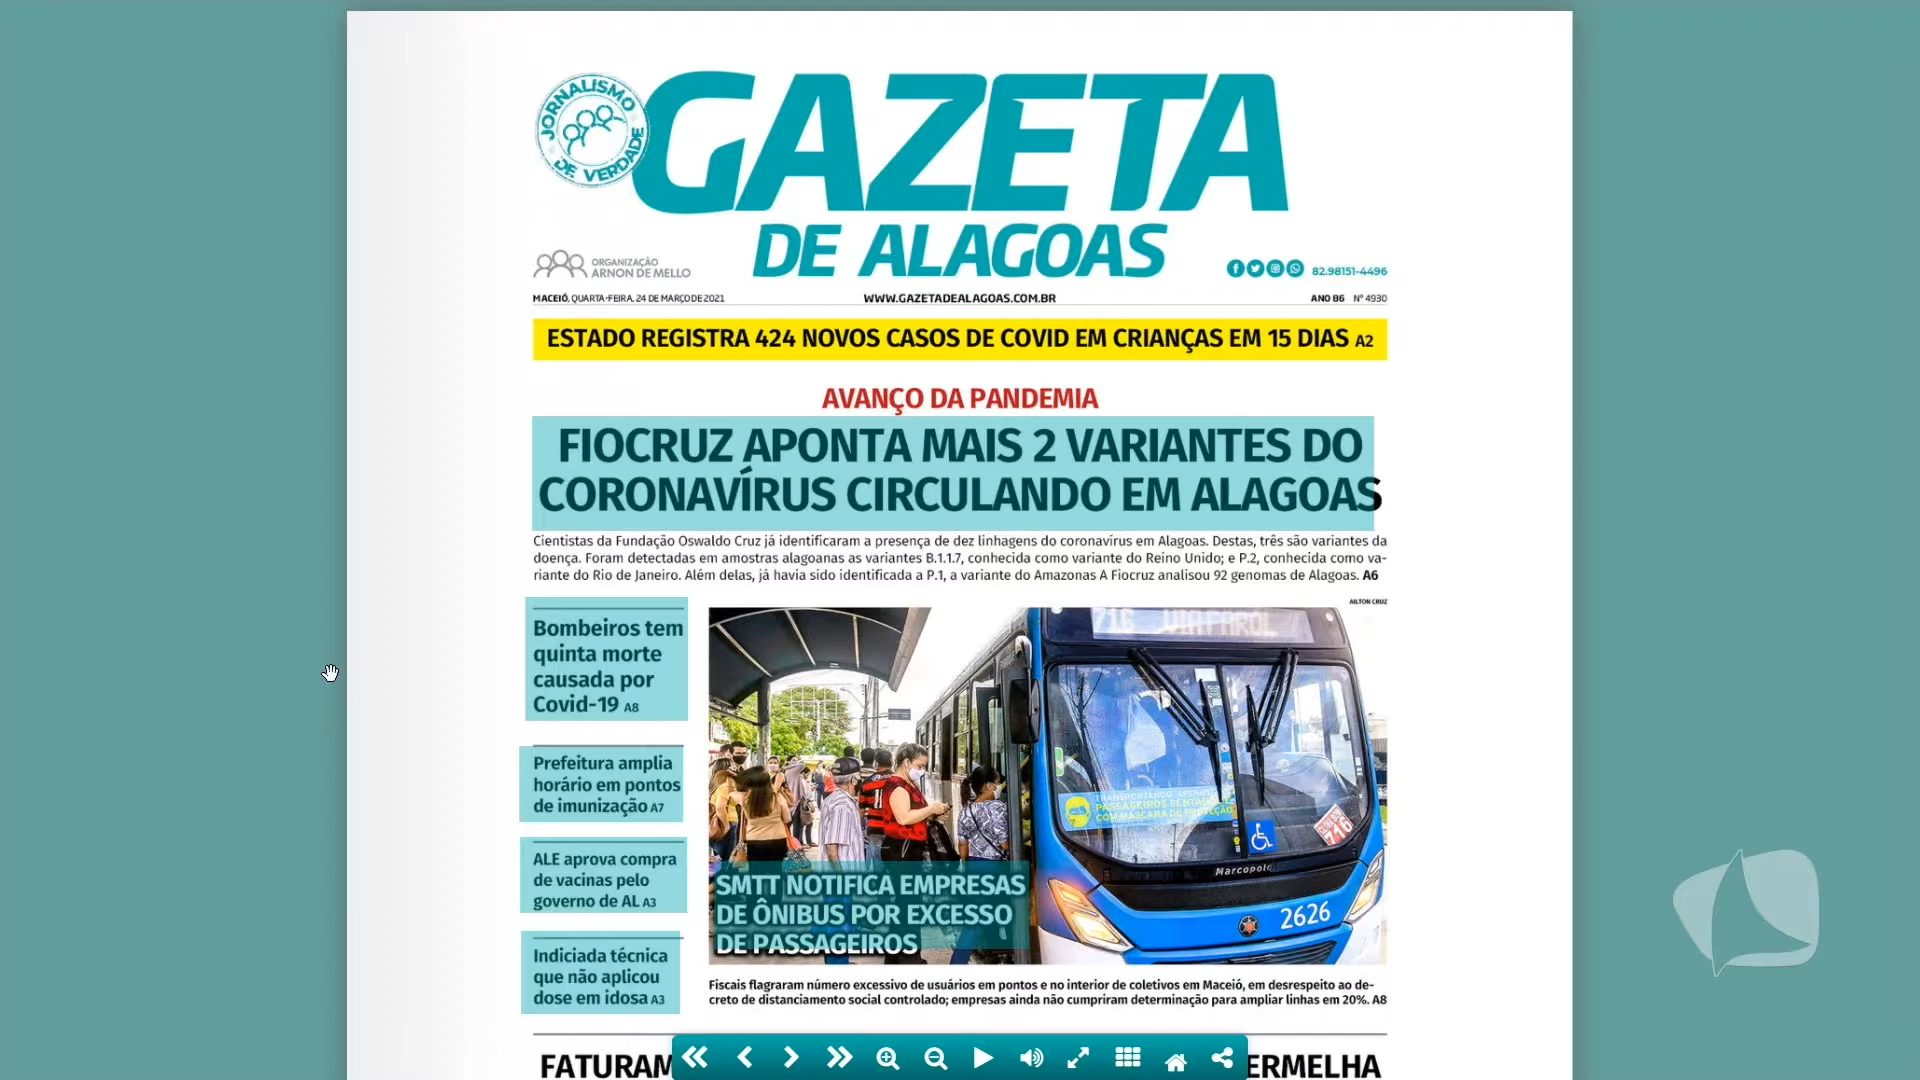 JORNALISMO
DE VERDADE
GAZETA
DE ALAGOAS
ORGANIZAÇÃO
ARNON DE MELLO
82.98151-4496
MACEIÓ, QUARTA-FEIRA, 24 DE MARÇO DE 2021
WWW.GAZETADEALAGOAS.COM.BR
ANO 86 Nº 4930
ESTADO REGISTRA 424 NOVOS CASOS DE COVID EM CRIANÇAS EM 15 DIAS A2
AVANÇO DA PANDEMIA
FIOCRUZ APONTA MAIS 2 VARIANTES DO
CORONAVÍRUS CIRCULANDO EM ALAGOAS
Cientistas da Fundação Oswaldo Cruz já identificaram a presença de dez linhagens do coronavírus em Alagoas. Destas, três são variantes da
doença. Foram detectadas em amostras alagoanas as variantes B.1.1.7, conhecida como variante do Reino Unido; e P.2, conhecida como va-
riante do Rio de Janeiro. Além delas, já havia sido identificada a P.1, a variante do Amazonas A Fiocruz analisou 92 genomas de Alagoas. A6
AILTON CRUZ
Bombeiros tem
quinta morte
causada por
Covid-19 A8
Prefeitura amplia
horário em pontos
de imunização A7
ALE aprova compra
de vacinas pelo
governo de AL A3
Indiciada técnica
que não aplicou
dose em idosa A3
716
TRANSPORTANDO APENAS
PASSAGEIROS SENTADOS E
COM MÁSCARA DE PROTEÇÃO
716
Marcopolo
2626
SMTT NOTIFICA EMPRESAS
DE ÔNIBUS POR EXCESSO
DE PASSAGEIROS
Fiscais flagraram número excessivo de usuários em pontos e no interior de coletivos em Maceió, em desrespeito ao de-
creto de distanciamento social controlado; empresas ainda não cumpriram determinação para ampliar linhas em 20%. A8
FATURAM
ERMELHA